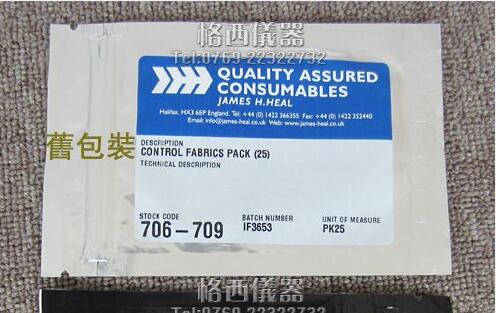 格西儀器
Tel:0769 22322732
QUALITY ASSURED
CONSUMABLES
JAMES H.HEAL
Halifax, HX3 6EP England. Tel: +44 (0) 1422 366355 Fax: +44 (0) 1422 352440
Email: info@james-heal.co.uk Web: www.james-heal.co.uk
舊包裝
DESCRIPTION
CONTROL FABRICS PACK (25)
TECHNICAL DESCRIPTION
STOCK CODE BATCH NUMBER UNIT OF MEASURE
706-709 IF3653 PK25
格西儀器
Tel:0769 22322732